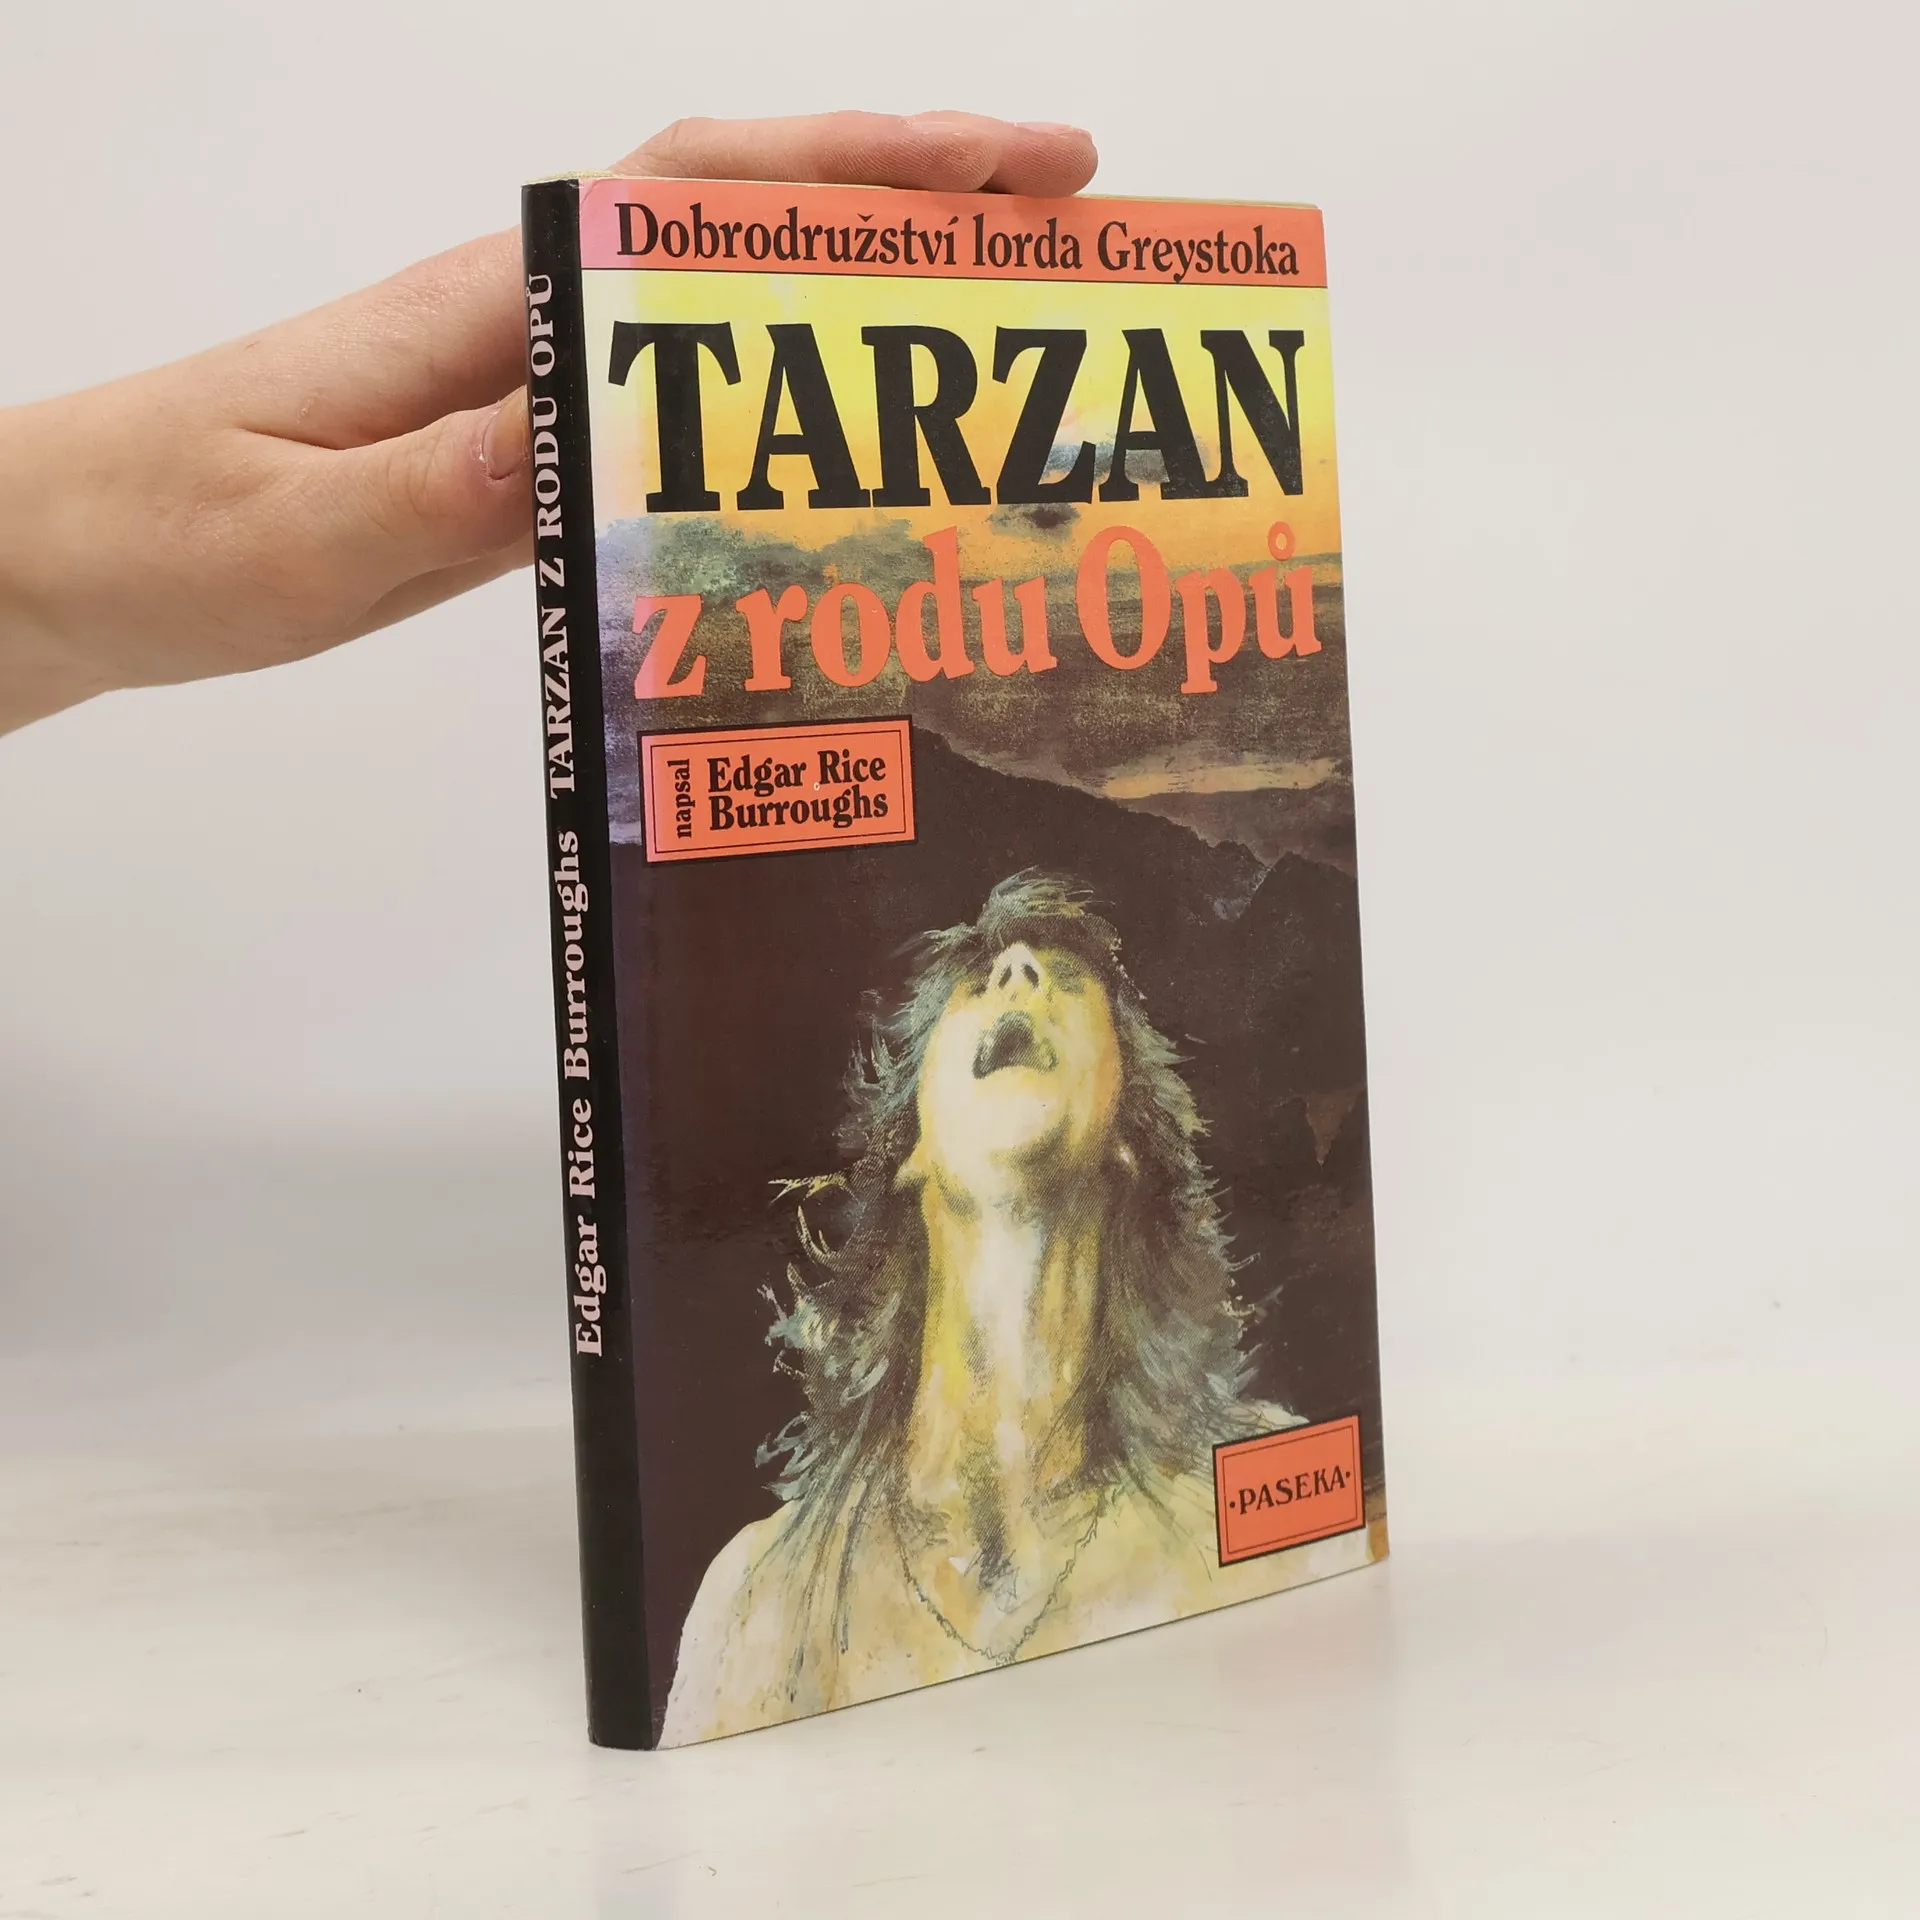 Dobrodružství lorda Greystoka
TARZAN
z rodu Opů
napsal
Edgar Rice
Burroughs
·PASEKA·
Edgar Rice Burroughs TARZAN Z RODU OPŮ